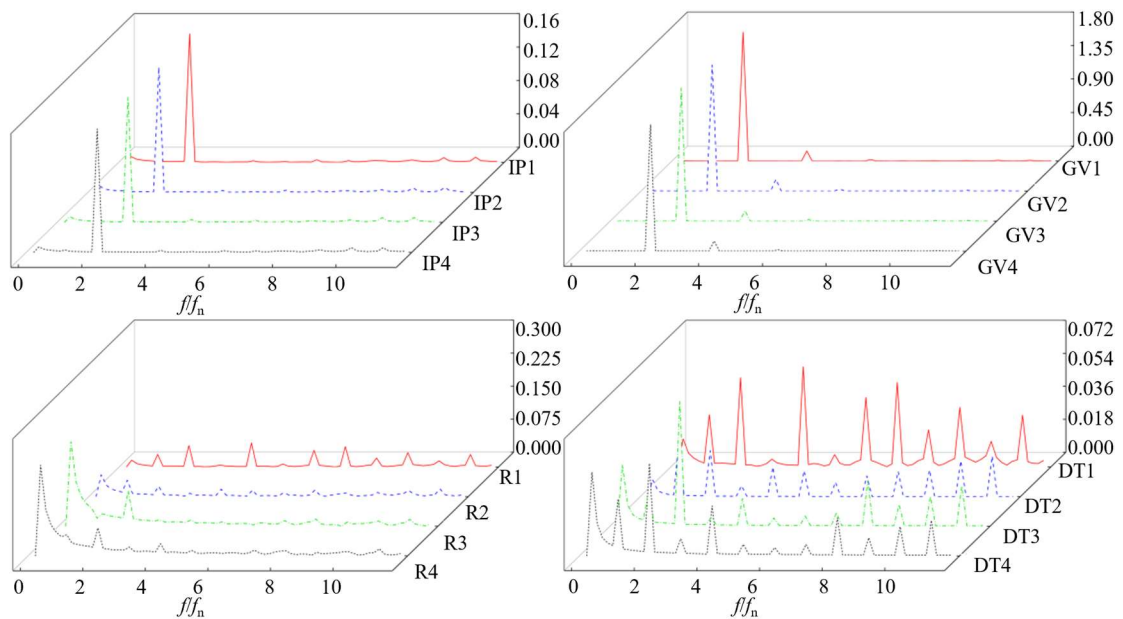 0.16
0.12
0.08
0.04
0.00
IP1
IP2
IP3
IP4
0 2 4 6 8 10
f/fn
1.80
1.35
0.90
0.45
0.00
GV1
GV2
GV3
GV4
0 2 4 6 8 10
f/fn
0.300
0.225
0.150
0.075
0.000
R1
R2
R3
R4
0 2 4 6 8 10
f/fn
0.072
0.054
0.036
0.018
0.000
DT1
DT2
DT3
DT4
0 2 4 6 8 10
f/fn